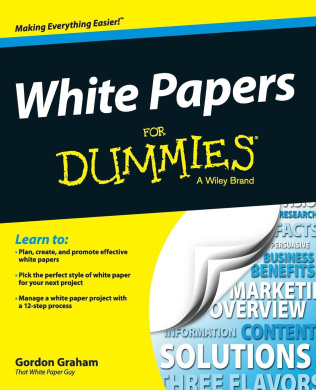 Making Everything Easier!™
White Papers
FOR
DUMMIES®
A Wiley Brand
RESEARCH
FACTS
PERSUASIVE
BUSINESS
BENEFITS
OVERVIEW
INFORMATION CONTENT
SOLUTIONS
THREE FLAVORS
Learn to:
• Plan, create, and promote effective
white papers
• Pick the perfect style of white paper
for your next project
• Manage a white paper project with
a 12-step process
Gordon Graham
That White Paper Guy